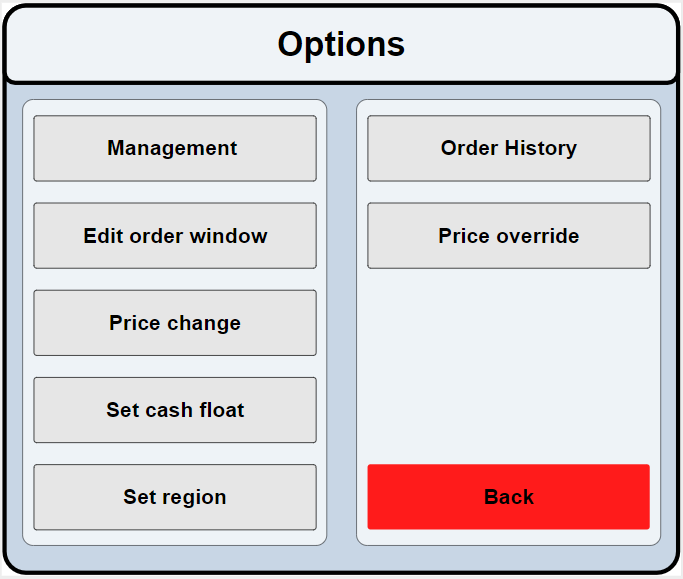 Options
Management
Edit order window
Price change
Set cash float
Set region
Order History
Price override
Back